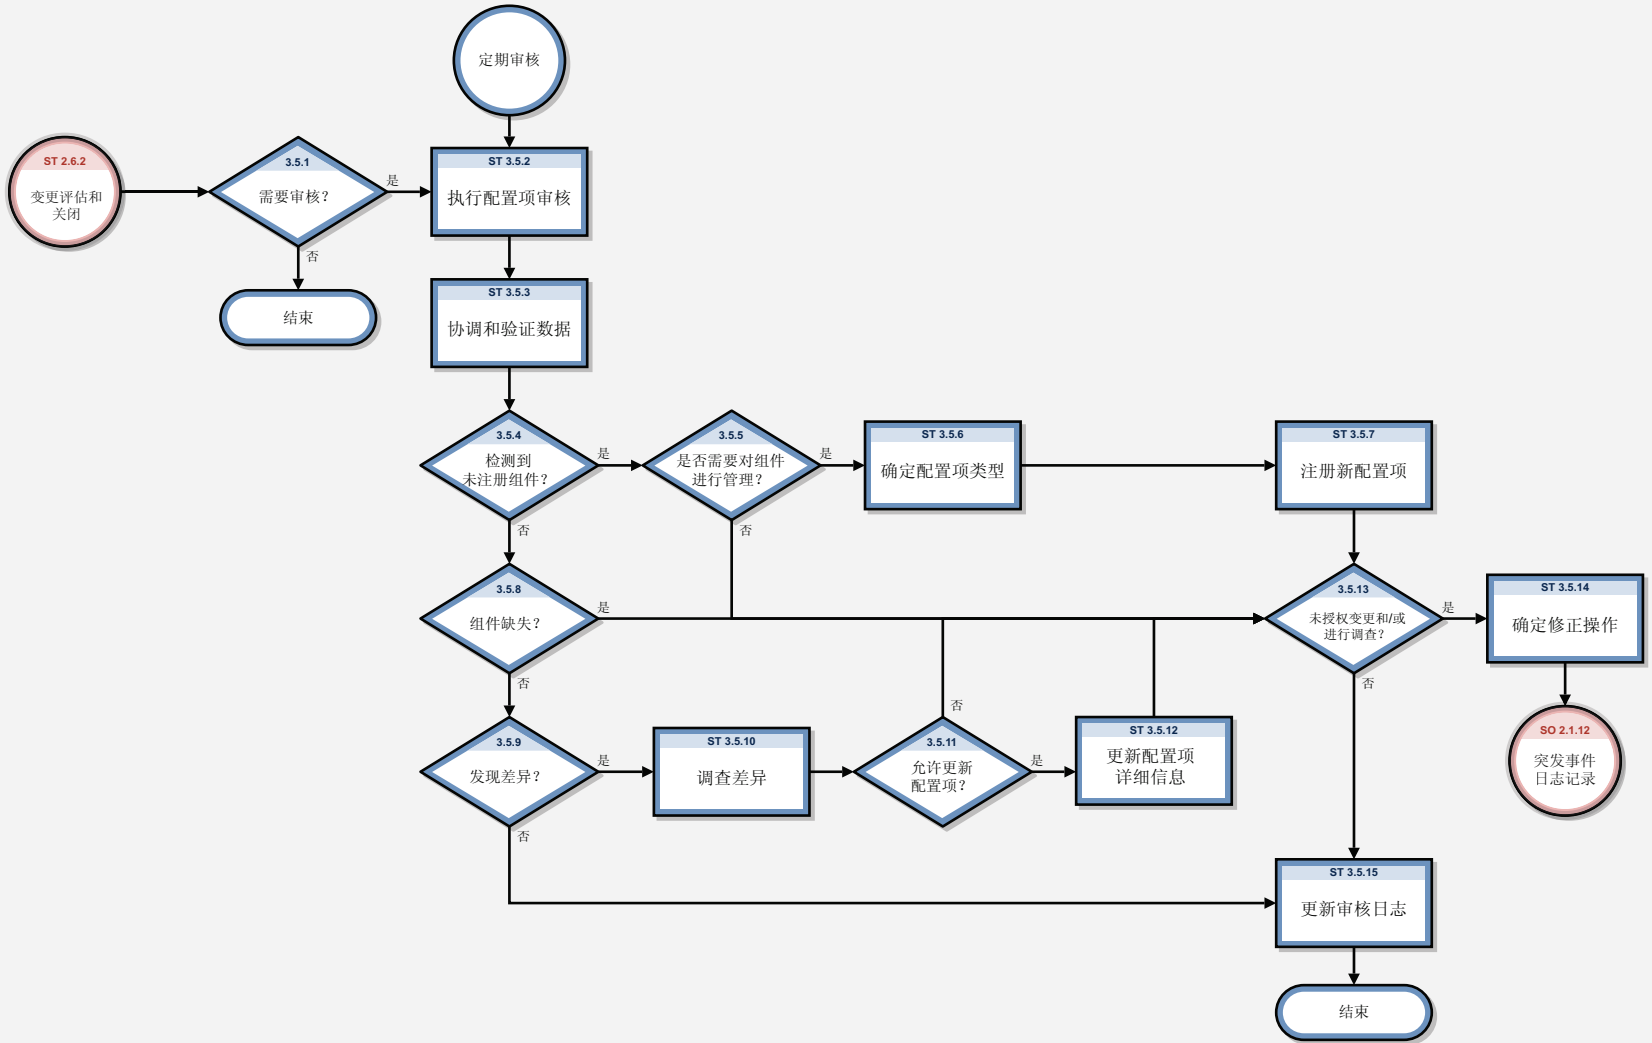 定期审核
ST 2.6.2
变更评估和
关闭
3.5.1
需要审核？
是
否
结束
ST 3.5.2
执行配置项审核
ST 3.5.3
协调和验证数据
3.5.4
检测到
未注册组件？
是
否
3.5.5
是否需要对组件
进行管理？
是
否
ST 3.5.6
确定配置项类型
ST 3.5.7
注册新配置项
3.5.8
组件缺失？
是
否
3.5.13
未授权变更和/或
进行调查？
是
否
ST 3.5.14
确定修正操作
3.5.9
发现差异？
是
否
ST 3.5.10
调查差异
3.5.11
允许更新
配置项？
否
是
ST 3.5.12
更新配置项
详细信息
SO 2.1.12
突发事件
日志记录
ST 3.5.15
更新审核日志
结束